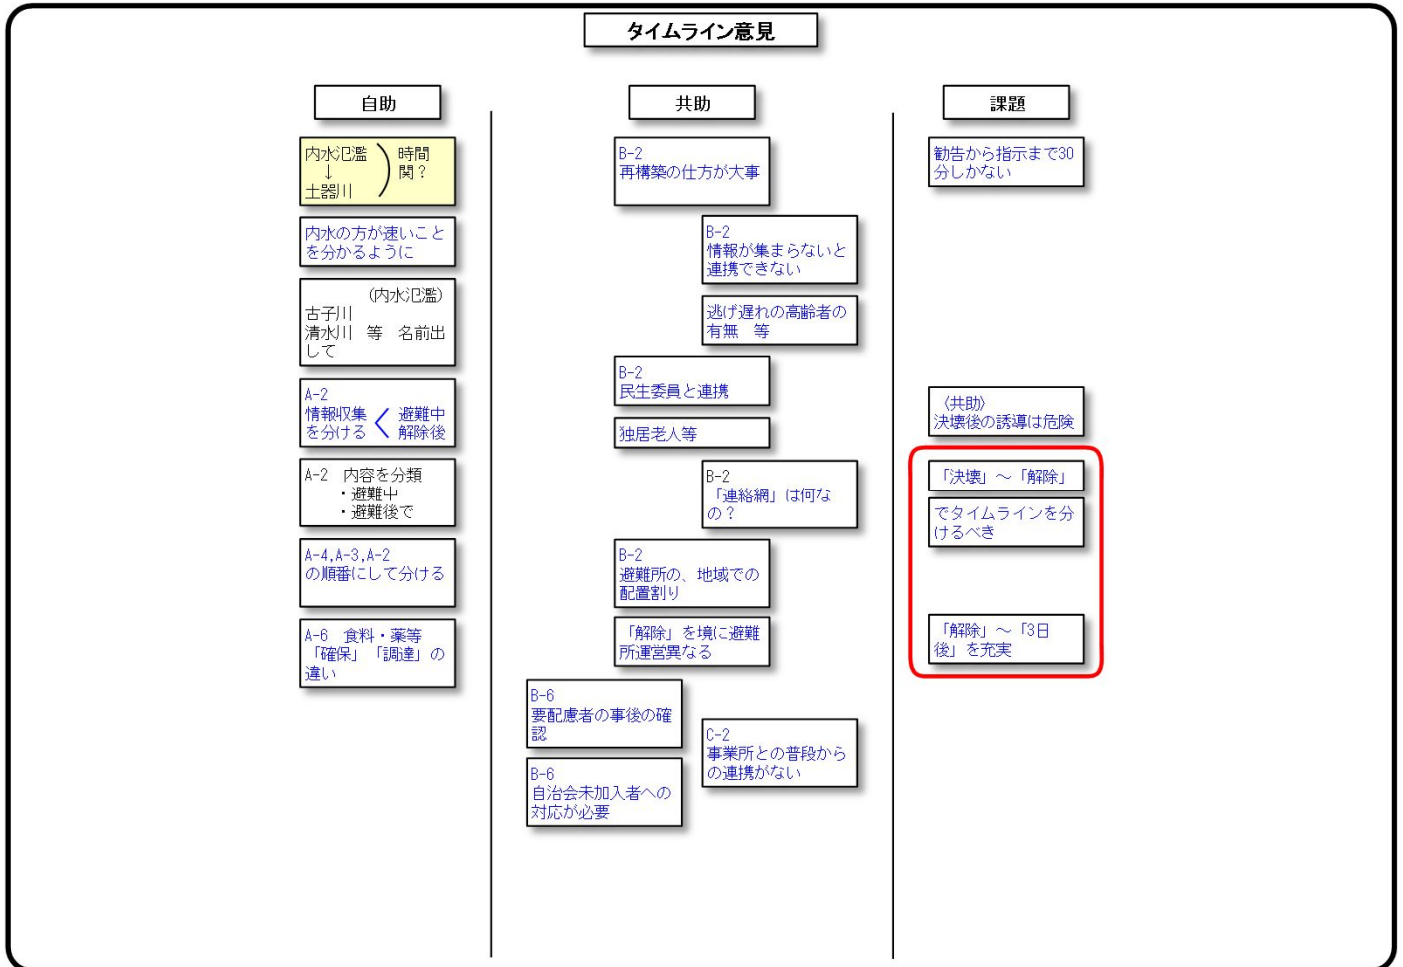 タイムライン意見
自助
内水氾濫
↓
土器川
時間
関？
内水の方が速いこと
を分かるように
（内水氾濫）
古子川
清水川　等　名前出
して
A-2
情報収集
を分ける
避難中
解除後
A-2　内容を分類
・避難中
・避難後で
A-4,A-3,A-2
の順番にして分ける
A-6　食料・薬等
「確保」「調達」の
違い
共助
B-2
再構築の仕方が大事
B-2
情報が集まらないと
連携できない
逃げ遅れの高齢者の
有無　等
B-2
民生委員と連携
独居老人等
B-2
「連絡網」は何な
の？
B-2
避難所の、地域での
配置割り
「解除」を境に避難
所運営異なる
B-6
要配慮者の事後の確
認
C-2
事業所との普段から
の連携がない
B-6
自治会未加入者への
対応が必要
課題
勧告から指示まで30
分しかない
〈共助〉
決壊後の誘導は危険
「決壊」～「解除」
でタイムラインを分
けるべき
「解除」～「3日
後」を充実